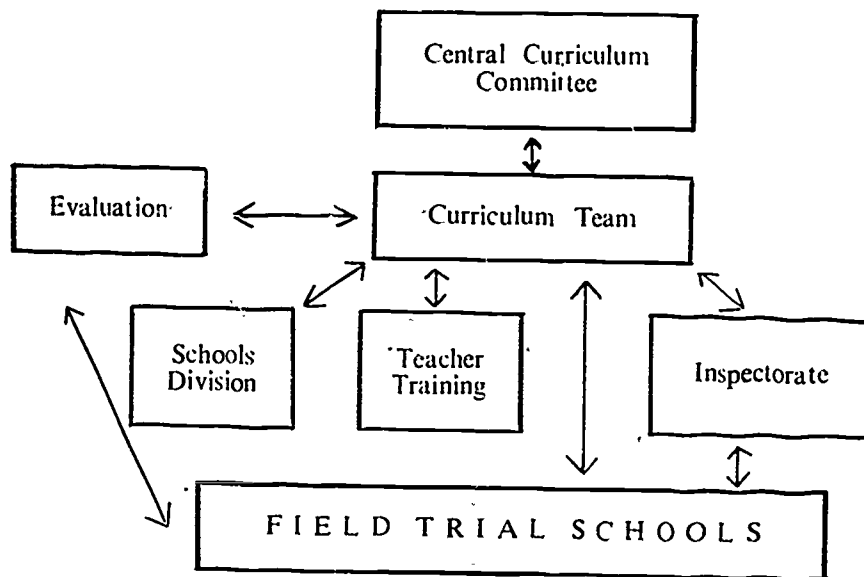 Central Curriculum
Committee
Evaluation
Curriculum Team
Schools
Division
Teacher
Training
Inspectorate
FIELD TRIAL SCHOOLS